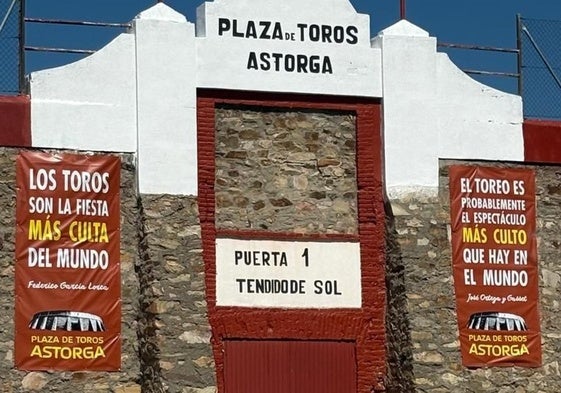 PLAZA DE TOROS
ASTORGA
LOS TOROS
SON LA FIESTA
MÁS CULTA
DEL MUNDO
Federico García Lorca
PLAZA DE TOROS
ASTORGA
PUERTA 1
TENDIDO DE SOL
EL TOREO ES
PROBABLEMENTE
EL ESPECTÁCULO
MÁS CULTO
QUE HAY EN
EL MUNDO
José Ortega y Gasset
PLAZA DE TOROS
ASTORGA